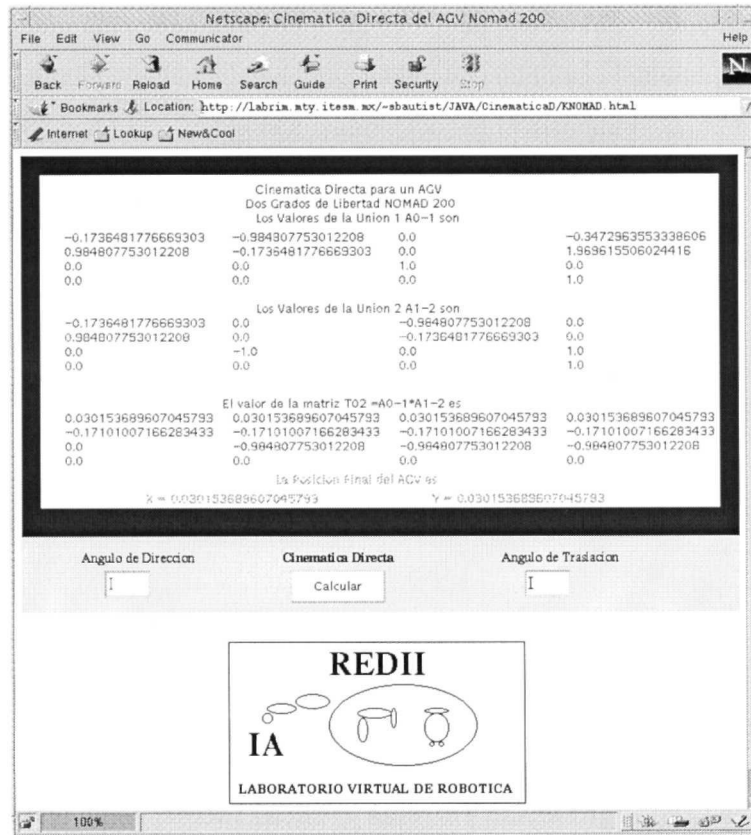 Netscape: Cinematica Directa del AGV Nomad 200
File Edit View Go Communicator Help
Back Forward Reload Home Search Guide Print Security Stop
N
Bookmarks Location: http://labrim.mty.itesm.mx/~sbautist/JAVA/CinematicaD/KNOMAD.html
Internet Lookup New&Cool
Cinematica Directa para un AGV
Dos Grados de Libertad NOMAD 200
Los Valores de la Union 1 A0-1 son
-0.1736481776669303 -0.984807753012208 0.0 -0.3472963553338606
0.984807753012208 -0.1736481776669303 0.0 1.969615506024416
0.0 0.0 1.0 0.0
0.0 0.0 0.0 1.0
Los Valores de la Union 2 A1-2 son
-0.1736481776669303 0.0 -0.984807753012208 0.0
0.984807753012208 0.0 -0.1736481776669303 0.0
0.0 -1.0 0.0 1.0
0.0 0.0 0.0 1.0
El valor de la matriz T02 =A0-1*A1-2 es
0.030153689607045793 0.030153689607045793 0.030153689607045793 0.030153689607045793
-0.17101007166283433 -0.17101007166283433 -0.17101007166283433 -0.17101007166283433
0.0 -0.984807753012208 -0.984807753012208 -0.984807753012208
0.0 0.0 0.0 0.0
La Posicion Final del AGV es
X = 0.030153689607045793 Y = 0.030153689607045793
Angulo de Direccion Cinematica Directa Angulo de Traslacion
Calcular
REDII
IA
LABORATORIO VIRTUAL DE ROBOTICA
100%